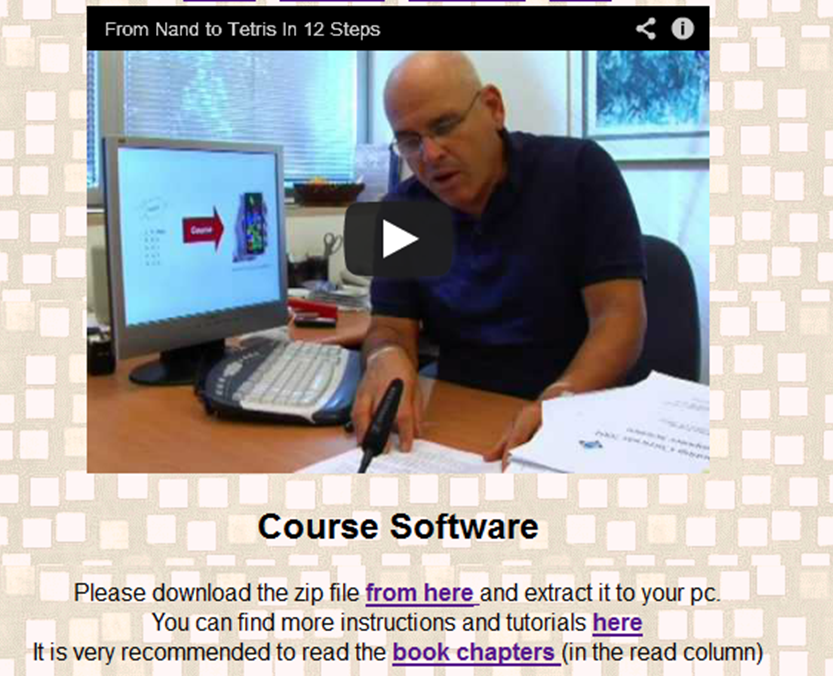 From Nand to Tetris In 12 Steps
Course
Course Software
Please download the zip file from here and extract it to your pc.
You can find more instructions and tutorials here
It is very recommended to read the book chapters (in the read column)